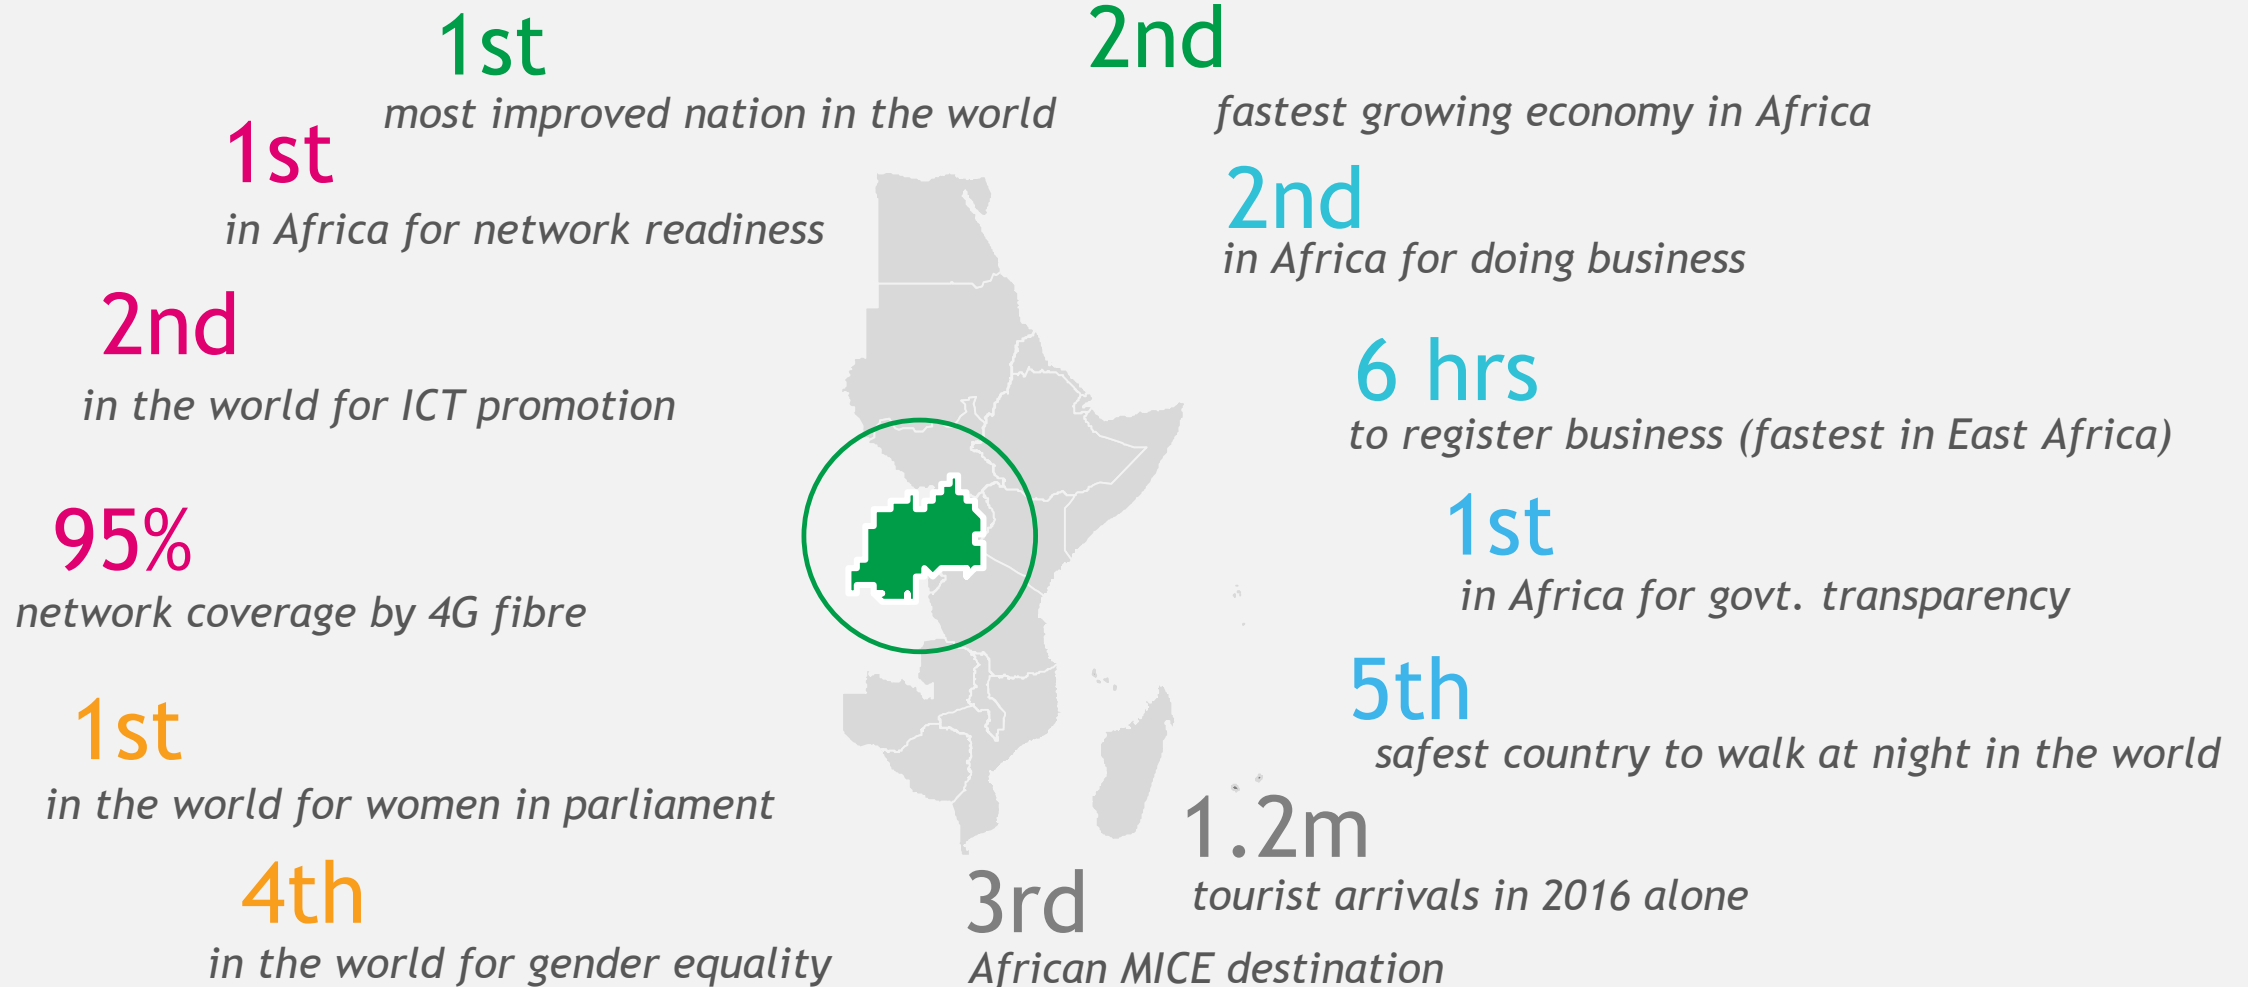 1st
most improved nation in the world
2nd
fastest growing economy in Africa
1st
in Africa for network readiness
2nd
in Africa for doing business
2nd
in the world for ICT promotion
6 hrs
to register business (fastest in East Africa)
95%
network coverage by 4G fibre
1st
in Africa for govt. transparency
1st
in the world for women in parliament
5th
safest country to walk at night in the world
4th
in the world for gender equality
1.2m
tourist arrivals in 2016 alone
3rd
African MICE destination